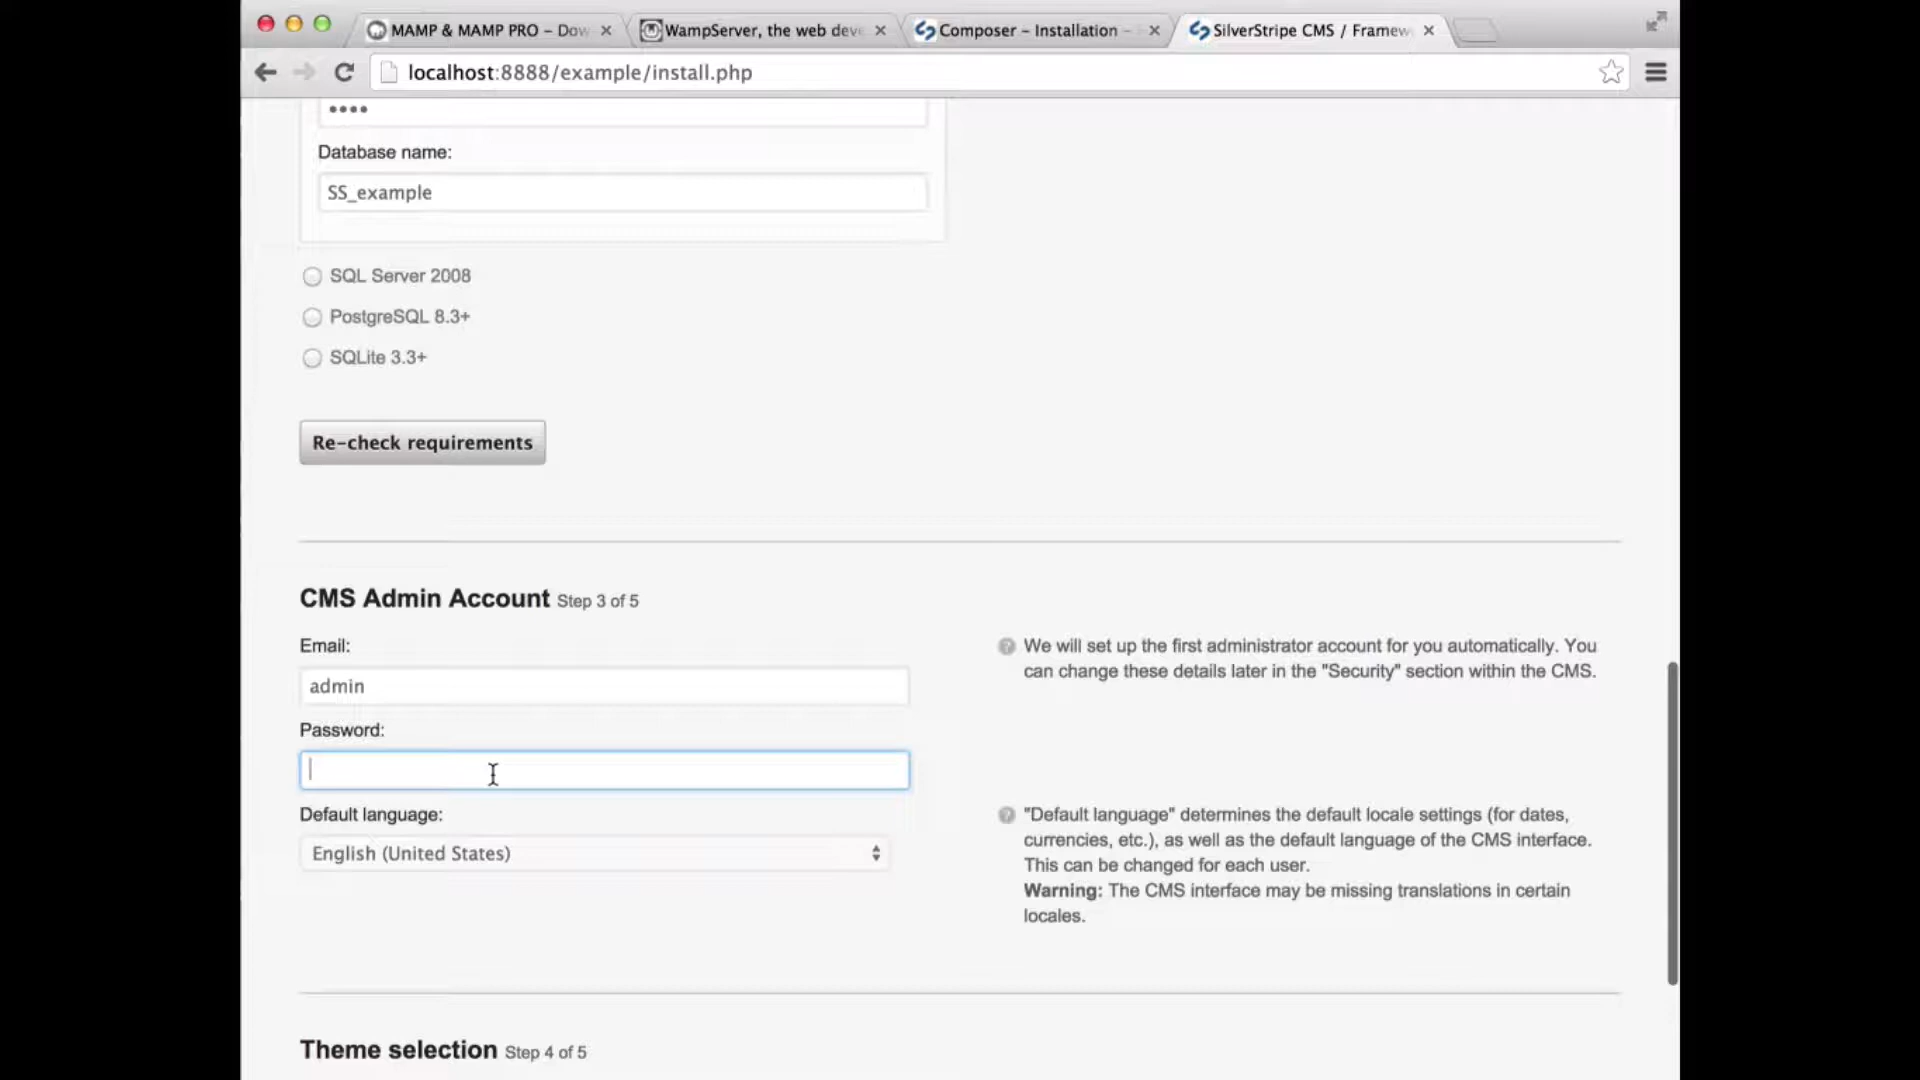 MAMP & MAMP PRO – Dow
WampServer, the web deve
Composer – Installation –
SilverStripe CMS / Framew
localhost:8888/example/install.php
••••
Database name:
SS_example
SQL Server 2008
PostgreSQL 8.3+
SQLite 3.3+
Re-check requirements
CMS Admin Account Step 3 of 5
Email:
admin
Password:
Default language:
English (United States)
We will set up the first administrator account for you automatically. You
can change these details later in the "Security" section within the CMS.
"Default language" determines the default locale settings (for dates,
currencies, etc.), as well as the default language of the CMS interface.
This can be changed for each user.
Warning: The CMS interface may be missing translations in certain
locales.
Theme selection Step 4 of 5